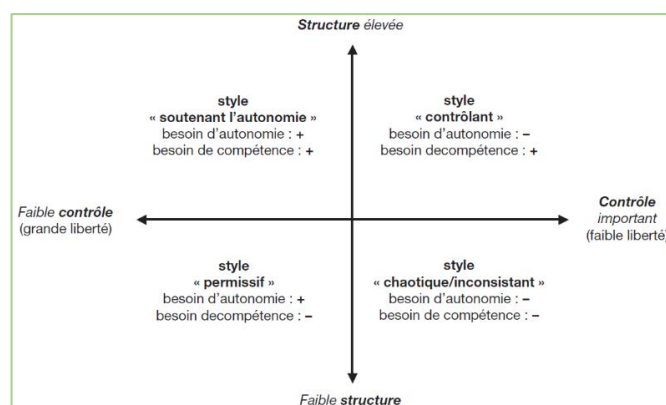 Structure élevée
style
« soutenant l'autonomie »
besoin d'autonomie : +
besoin de compétence : +
style
« contrôlant »
besoin d'autonomie : –
besoin decompétence : +
Faible contrôle
(grande liberté)
Contrôle
important
(faible liberté)
style
« permissif »
besoin d'autonomie : +
besoin decompétence : –
style
« chaotique/inconsistant »
besoin d'autonomie : –
besoin de compétence : –
Faible structure